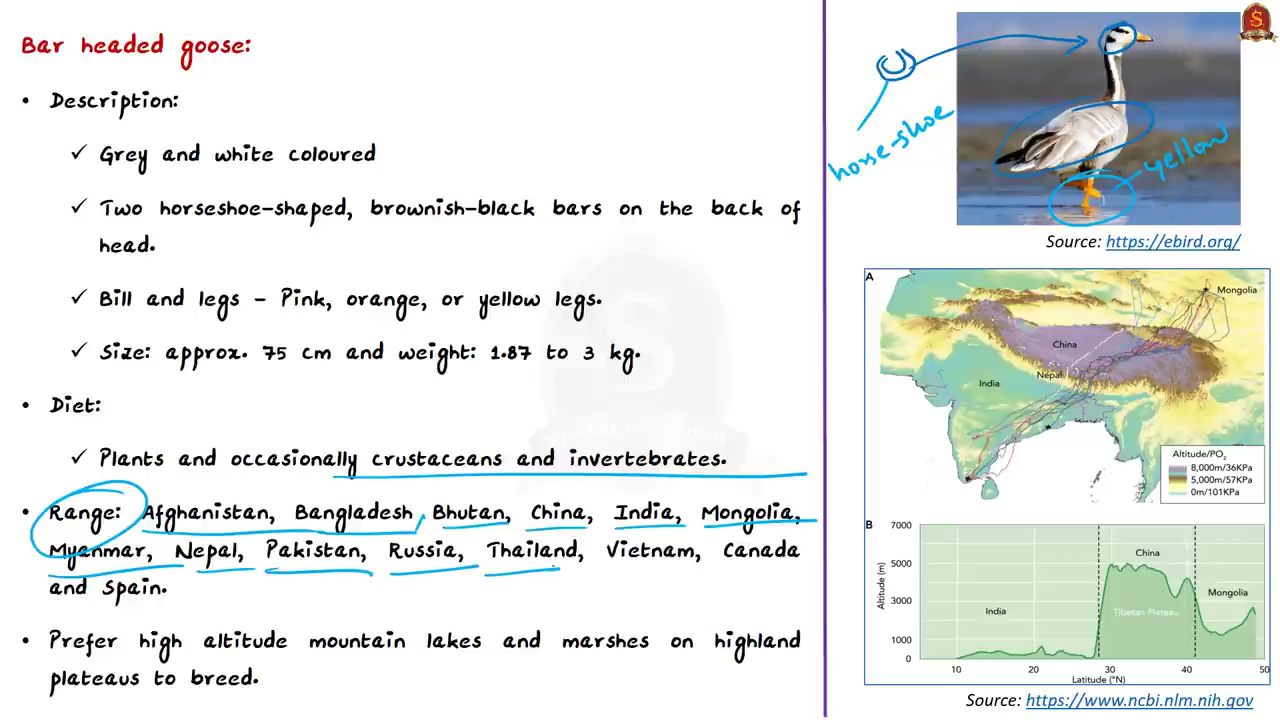 Bar headed goose:
• Description:
✓ Grey and white coloured
✓ Two horseshoe-shaped, brownish-black bars on the back of
head.
✓ Bill and legs – Pink, orange, or yellow legs.
✓ Size: approx. 75 cm and weight: 1.87 to 3 kg.
• Diet:
✓ Plants and occasionally crustaceans and invertebrates.
• Range: Afghanistan, Bangladesh, Bhutan, China, India, Mongolia,
Myanmar, Nepal, Pakistan, Russia, Thailand, Vietnam, Canada
and Spain.
• Prefer high altitude mountain lakes and marshes on highland
plateaus to breed.
S
horse-shoe
yellow
Source: https://ebird.org/
A
Mongolia
China
Nepal
India
Altitude/PO2
8,000m/36KPa
5,000m/57KPa
0m/101KPa
B
7000
5000
3000
1000
0
Altitude (m)
India
China
Tibetan Plateau
Mongolia
10 20 30 40 50
Latitude (°N)
Source: https://www.ncbi.nlm.nih.gov